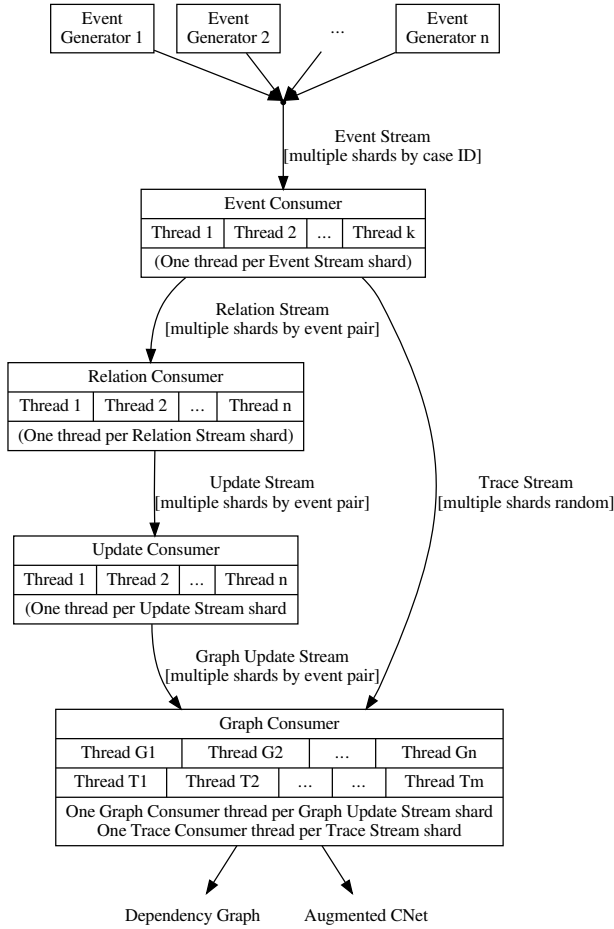 Event
Generator 1
Event
Generator 2
...
Event
Generator n
Event Stream
[multiple shards by case ID]
Event Consumer
Thread 1 Thread 2 ... Thread k
(One thread per Event Stream shard)
Relation Stream
[multiple shards by event pair]
Relation Consumer
Thread 1 Thread 2 ... Thread n
(One thread per Relation Stream shard)
Update Stream
[multiple shards by event pair]
Trace Stream
[multiple shards random]
Update Consumer
Thread 1 Thread 2 ... Thread n
(One thread per Update Stream shard
Graph Update Stream
[multiple shards by event pair]
Graph Consumer
Thread G1 Thread G2 ... Thread Gn
Thread T1 Thread T2 ... ... Thread Tm
One Graph Consumer thread per Graph Update Stream shard
One Trace Consumer thread per Trace Stream shard
Dependency Graph
Augmented CNet